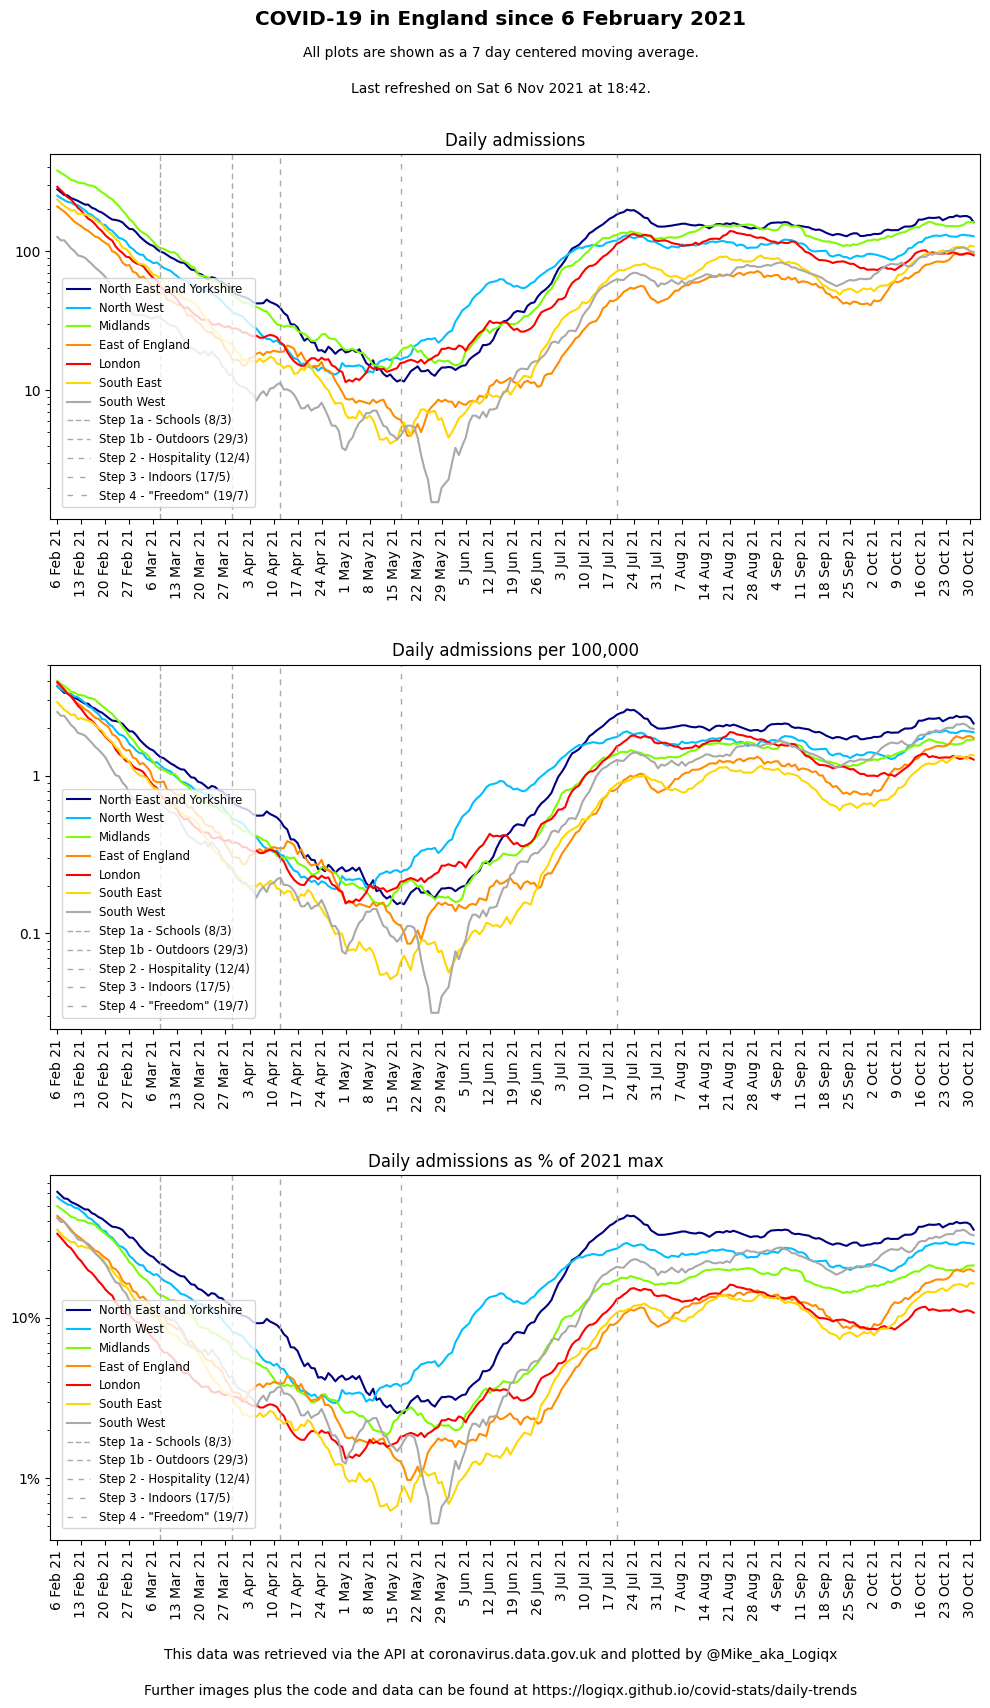 COVID-19 in England since 6 February 2021
All plots are shown as a 7 day centered moving average.
Last refreshed on Sat 6 Nov 2021 at 18:42.
Daily admissions
100
10
North East and Yorkshire
North West
Midlands
East of England
London
South East
South West
Step 1a - Schools (8/3)
Step 1b - Outdoors (29/3)
Step 2 - Hospitality (12/4)
Step 3 - Indoors (17/5)
Step 4 - "Freedom" (19/7)
6 Feb 21
13 Feb 21
20 Feb 21
27 Feb 21
6 Mar 21
13 Mar 21
20 Mar 21
27 Mar 21
3 Apr 21
10 Apr 21
17 Apr 21
24 Apr 21
1 May 21
8 May 21
15 May 21
22 May 21
29 May 21
5 Jun 21
12 Jun 21
19 Jun 21
26 Jun 21
3 Jul 21
10 Jul 21
17 Jul 21
24 Jul 21
31 Jul 21
7 Aug 21
14 Aug 21
21 Aug 21
28 Aug 21
4 Sep 21
11 Sep 21
18 Sep 21
25 Sep 21
2 Oct 21
9 Oct 21
16 Oct 21
23 Oct 21
30 Oct 21
Daily admissions per 100,000
1
0.1
North East and Yorkshire
North West
Midlands
East of England
London
South East
South West
Step 1a - Schools (8/3)
Step 1b - Outdoors (29/3)
Step 2 - Hospitality (12/4)
Step 3 - Indoors (17/5)
Step 4 - "Freedom" (19/7)
6 Feb 21
13 Feb 21
20 Feb 21
27 Feb 21
6 Mar 21
13 Mar 21
20 Mar 21
27 Mar 21
3 Apr 21
10 Apr 21
17 Apr 21
24 Apr 21
1 May 21
8 May 21
15 May 21
22 May 21
29 May 21
5 Jun 21
12 Jun 21
19 Jun 21
26 Jun 21
3 Jul 21
10 Jul 21
17 Jul 21
24 Jul 21
31 Jul 21
7 Aug 21
14 Aug 21
21 Aug 21
28 Aug 21
4 Sep 21
11 Sep 21
18 Sep 21
25 Sep 21
2 Oct 21
9 Oct 21
16 Oct 21
23 Oct 21
30 Oct 21
Daily admissions as % of 2021 max
10%
1%
North East and Yorkshire
North West
Midlands
East of England
London
South East
South West
Step 1a - Schools (8/3)
Step 1b - Outdoors (29/3)
Step 2 - Hospitality (12/4)
Step 3 - Indoors (17/5)
Step 4 - "Freedom" (19/7)
6 Feb 21
13 Feb 21
20 Feb 21
27 Feb 21
6 Mar 21
13 Mar 21
20 Mar 21
27 Mar 21
3 Apr 21
10 Apr 21
17 Apr 21
24 Apr 21
1 May 21
8 May 21
15 May 21
22 May 21
29 May 21
5 Jun 21
12 Jun 21
19 Jun 21
26 Jun 21
3 Jul 21
10 Jul 21
17 Jul 21
24 Jul 21
31 Jul 21
7 Aug 21
14 Aug 21
21 Aug 21
28 Aug 21
4 Sep 21
11 Sep 21
18 Sep 21
25 Sep 21
2 Oct 21
9 Oct 21
16 Oct 21
23 Oct 21
30 Oct 21
This data was retrieved via the API at coronavirus.data.gov.uk and plotted by @Mike_aka_Logiqx
Further images plus the code and data can be found at https://logiqx.github.io/covid-stats/daily-trends